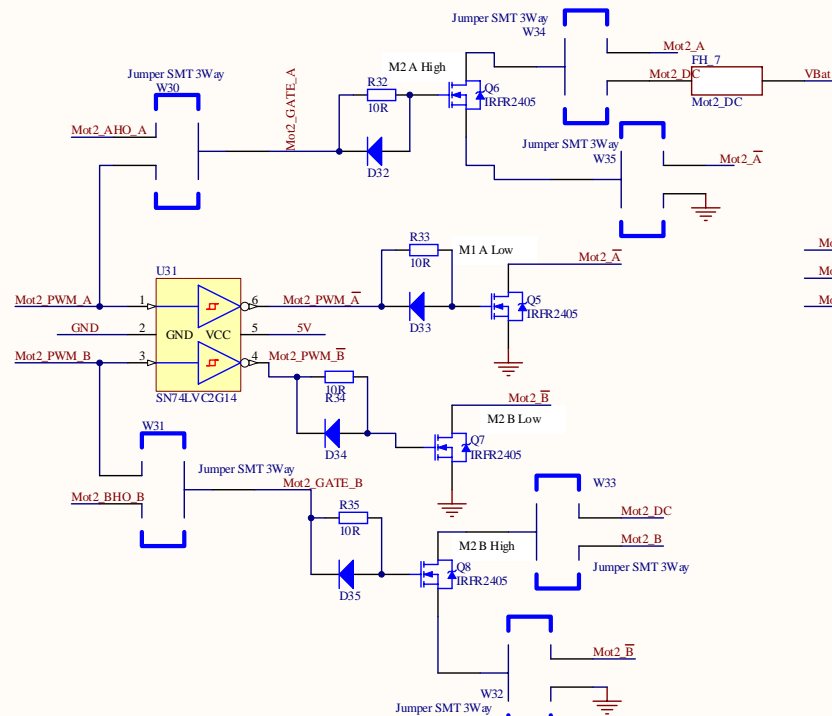 Jumper SMT 3Way
W34
Mot2_A
M2 A High
Mot2_DC
FH_7
VBat
Mot2_DC
Jumper SMT 3Way
W30
Mot2_GATE_A
R32
10R
Q6
IRFR2405
Mot2_AHO_A
D32
Jumper SMT 3Way
W35
Mot2_A̅
R33
10R
M1 A Low
Mot2_A̅
U31
Mot2_PWM_A
1
6
Mot2_PWM_A̅
D33
Q5
IRFR2405
GND
2
GND
VCC
5
5V
Mot2_PWM_B
3
4
Mot2_PWM_B̅
SN74LVC2G14
10R
R34
D34
Mot2_B̅
M2 B Low
Q7
IRFR2405
W31
Jumper SMT 3Way
Mot2_BHO_B
Mot2_GATE_B
R35
10R
D35
M2 B High
Q8
IRFR2405
W33
Mot2_DC
Mot2_B
Jumper SMT 3Way
Mot2_B̅
W32
Jumper SMT 3Way